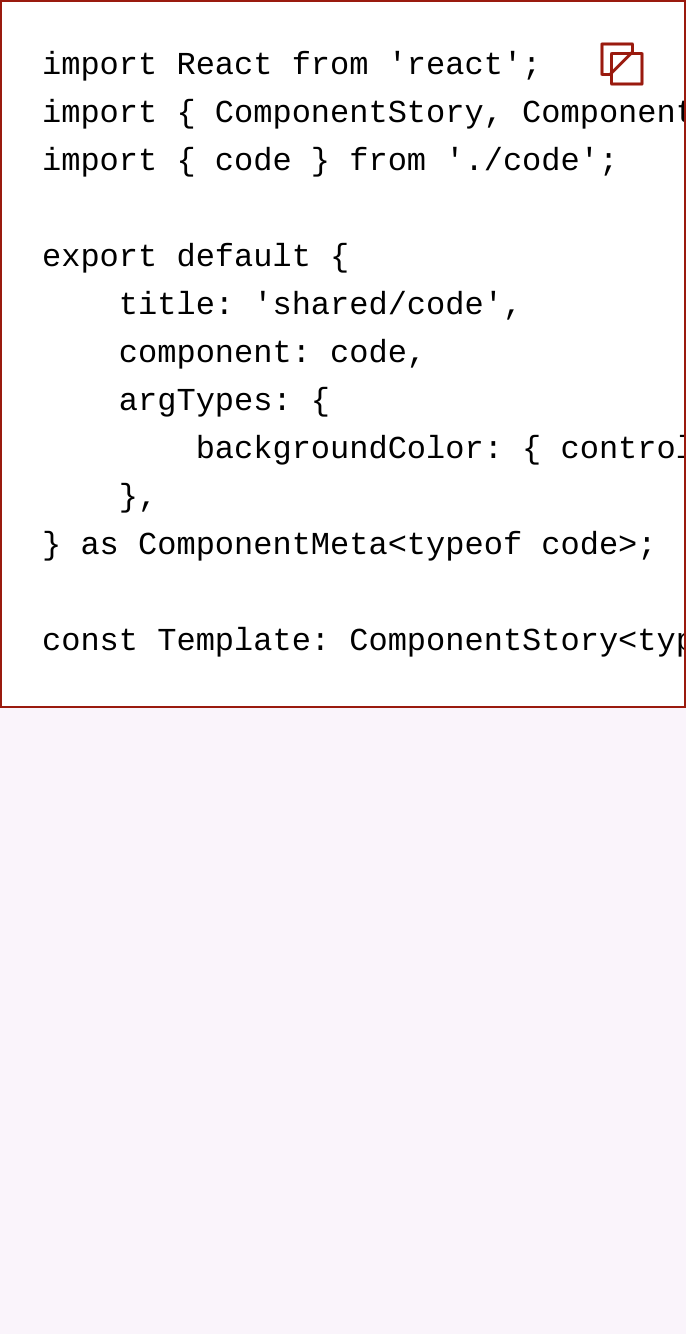 import React from 'react';
import { ComponentStory, Component
import { code } from './code';
export default {
title: 'shared/code',
component: code,
argTypes: {
backgroundColor: { control
},
} as ComponentMeta<typeof code>;
const Template: ComponentStory<typ